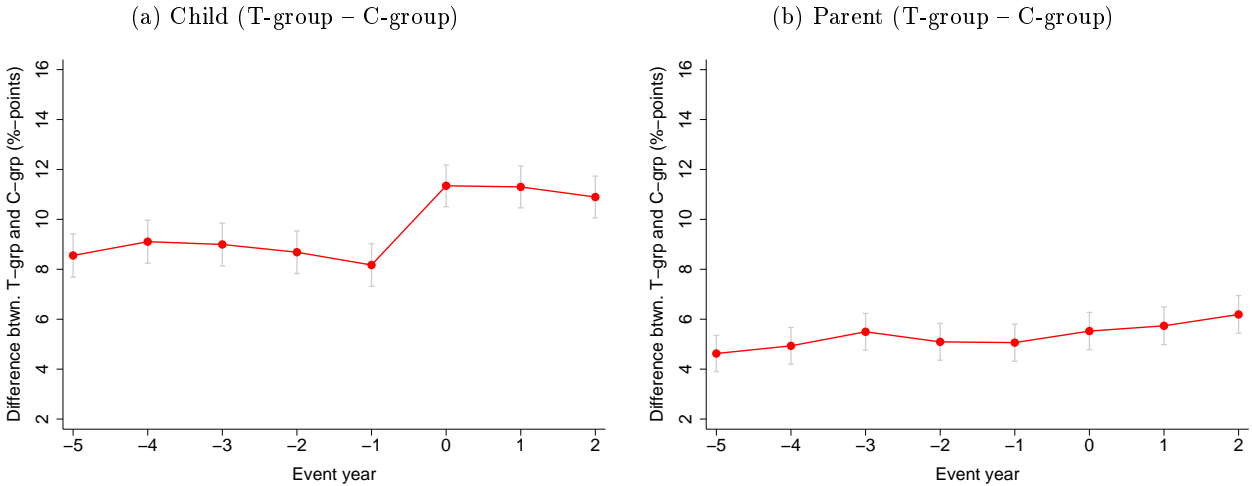 (a) Child (T-group – C-group)
Difference btwn. T−grp and C−grp (%−points)
16
14
12
10
8
6
4
2
−5 −4 −3 −2 −1 0 1 2
Event year
(b) Parent (T-group – C-group)
Difference btwn. T−grp and C−grp (%−points)
16
14
12
10
8
6
4
2
−5 −4 −3 −2 −1 0 1 2
Event year